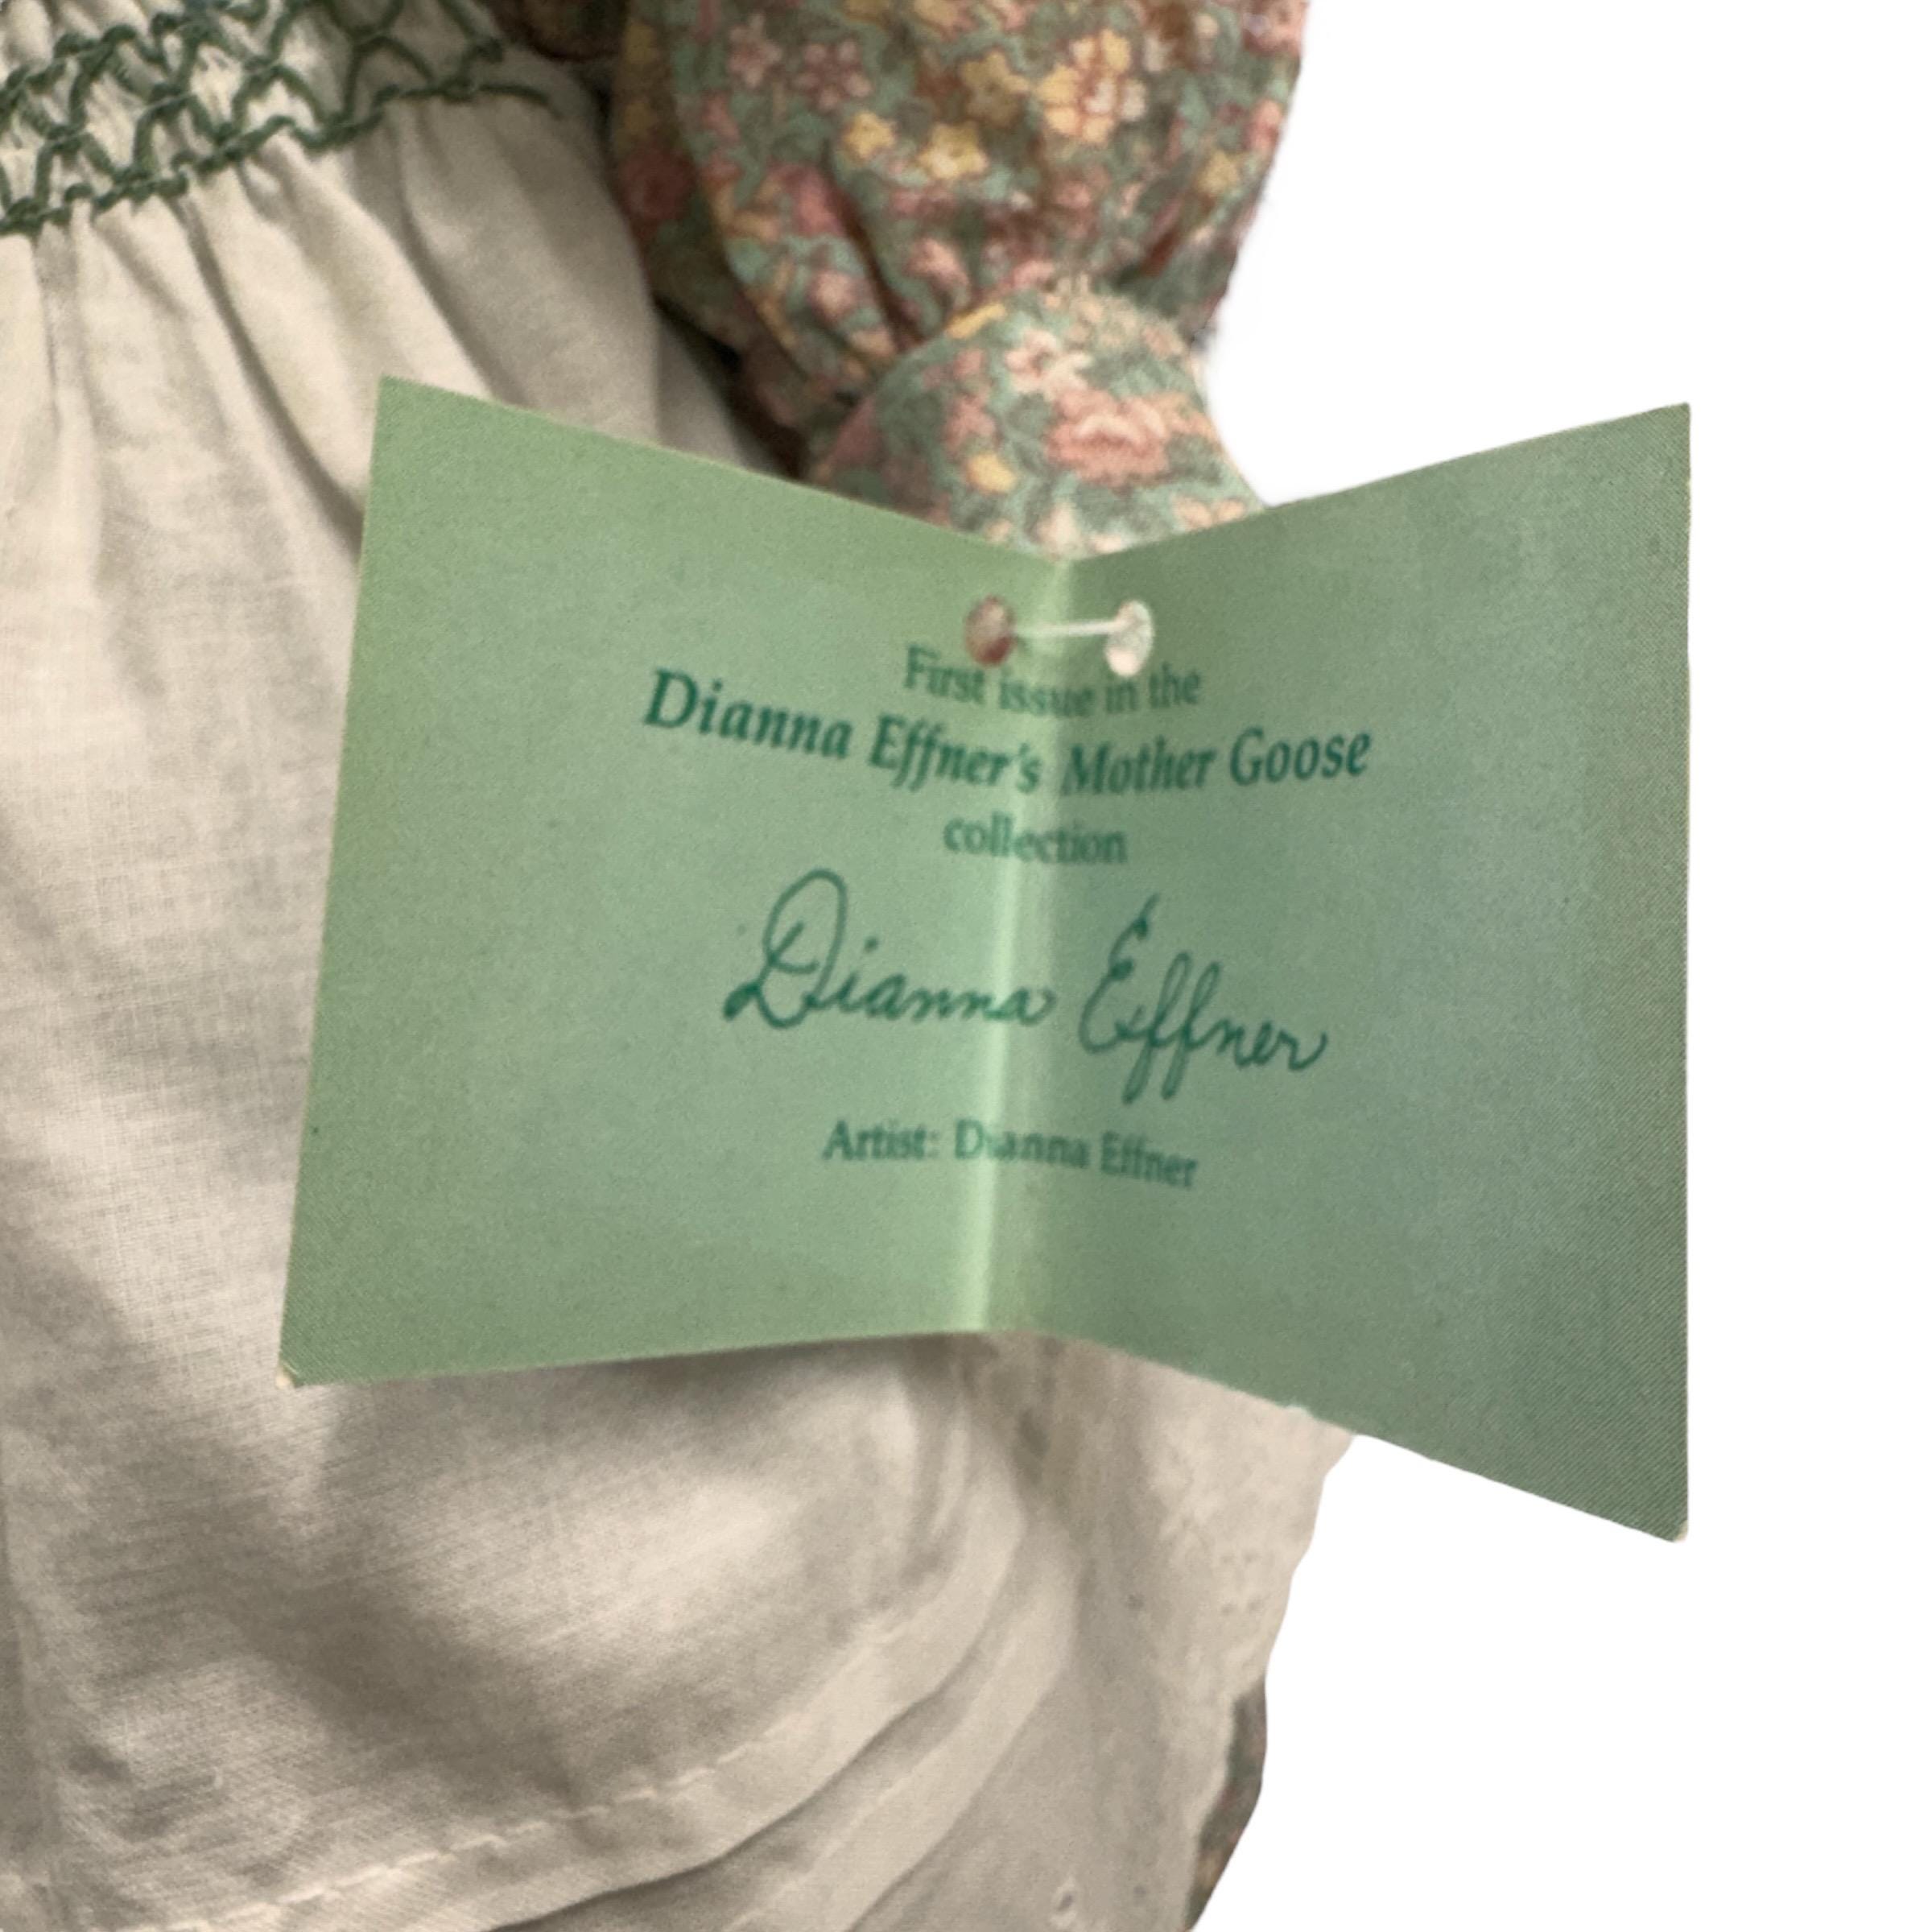 First issue in the
Dianna Effner's Mother Goose
collection
Dianna Effner
Artist: Dianna Effner